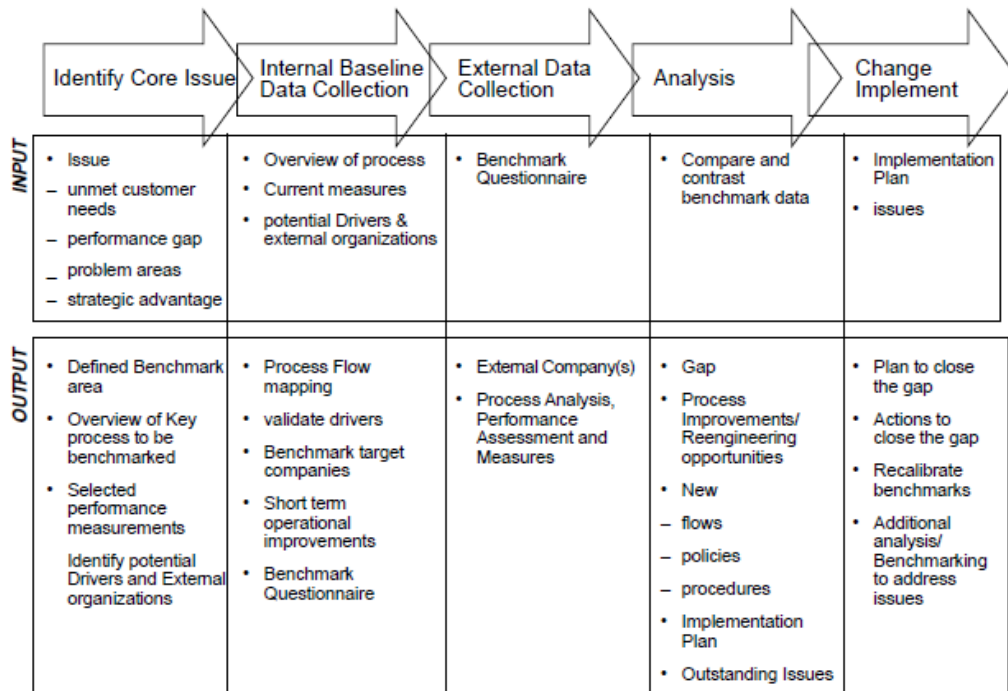 Identify Core Issue
Internal Baseline
Data Collection
External Data
Collection
Analysis
Change
Implement
INPUT
• Issue
– unmet customer
needs
– performance gap
_ problem areas
– strategic advantage
• Overview of process
• Current measures
• potential Drivers &
external organizations
• Benchmark
Questionnaire
• Compare and
contrast
benchmark data
• Implementation
Plan
• issues
OUTPUT
• Defined Benchmark
area
• Overview of Key
process to be
benchmarked
• Selected
performance
measurements
Identify potential
Drivers and External
organizations
• Process Flow
mapping
• validate drivers
• Benchmark target
companies
• Short term
operational
improvements
• Benchmark
Questionnaire
• External Company(s)
• Process Analysis,
Performance
Assessment and
Measures
• Gap
• Process
Improvements/
Reengineering
opportunities
• New
– flows
– policies
– procedures
• Implementation
Plan
• Outstanding Issues
• Plan to close
the gap
• Actions to
close the gap
• Recalibrate
benchmarks
• Additional
analysis/
Benchmarking
to address
issues